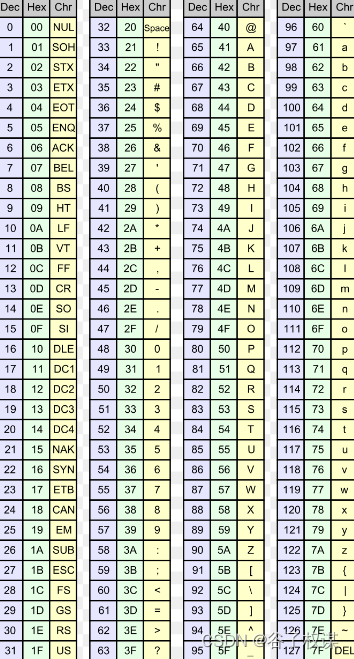 Dec Hex Chr Dec Hex Chr Dec Hex Chr Dec Hex Chr
0 00 NUL 32 20 Space 64 40 @ 96 60 `
1 01 SOH 33 21 ! 65 41 A 97 61 a
2 02 STX 34 22 " 66 42 B 98 62 b
3 03 ETX 35 23 # 67 43 C 99 63 c
4 04 EOT 36 24 $ 68 44 D 100 64 d
5 05 ENQ 37 25 % 69 45 E 101 65 e
6 06 ACK 38 26 & 70 46 F 102 66 f
7 07 BEL 39 27 ' 71 47 G 103 67 g
8 08 BS 40 28 ( 72 48 H 104 68 h
9 09 HT 41 29 ) 73 49 I 105 69 i
10 0A LF 42 2A * 74 4A J 106 6A j
11 0B VT 43 2B + 75 4B K 107 6B k
12 0C FF 44 2C , 76 4C L 108 6C l
13 0D CR 45 2D - 77 4D M 109 6D m
14 0E SO 46 2E . 78 4E N 110 6E n
15 0F SI 47 2F / 79 4F O 111 6F o
16 10 DLE 48 30 0 80 50 P 112 70 p
17 11 DC1 49 31 1 81 51 Q 113 71 q
18 12 DC2 50 32 2 82 52 R 114 72 r
19 13 DC3 51 33 3 83 53 S 115 73 s
20 14 DC4 52 34 4 84 54 T 116 74 t
21 15 NAK 53 35 5 85 55 U 117 75 u
22 16 SYN 54 36 6 86 56 V 118 76 v
23 17 ETB 55 37 7 87 57 W 119 77 w
24 18 CAN 56 38 8 88 58 X 120 78 x
25 19 EM 57 39 9 89 59 Y 121 79 y
26 1A SUB 58 3A : 90 5A Z 122 7A z
27 1B ESC 59 3B ; 91 5B [ 123 7B {
28 1C FS 60 3C < 92 5C \ 124 7C |
29 1D GS 61 3D = 93 5D ] 125 7D }
30 1E RS 62 3E > 94 5E ^ 126 7E ~
31 1F US 63 3F ? 95 127 DEL